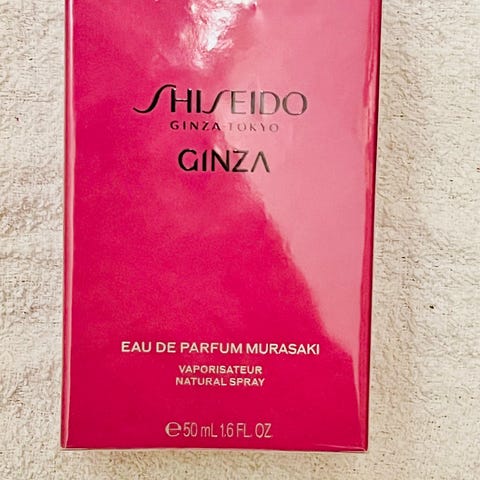 SHISEIDO
GINZA TOKYO
GINZA
EAU DE PARFUM MURASAKI
VAPORISATEUR
NATURAL SPRAY
℮ 50 mL 1.6 FL. OZ.